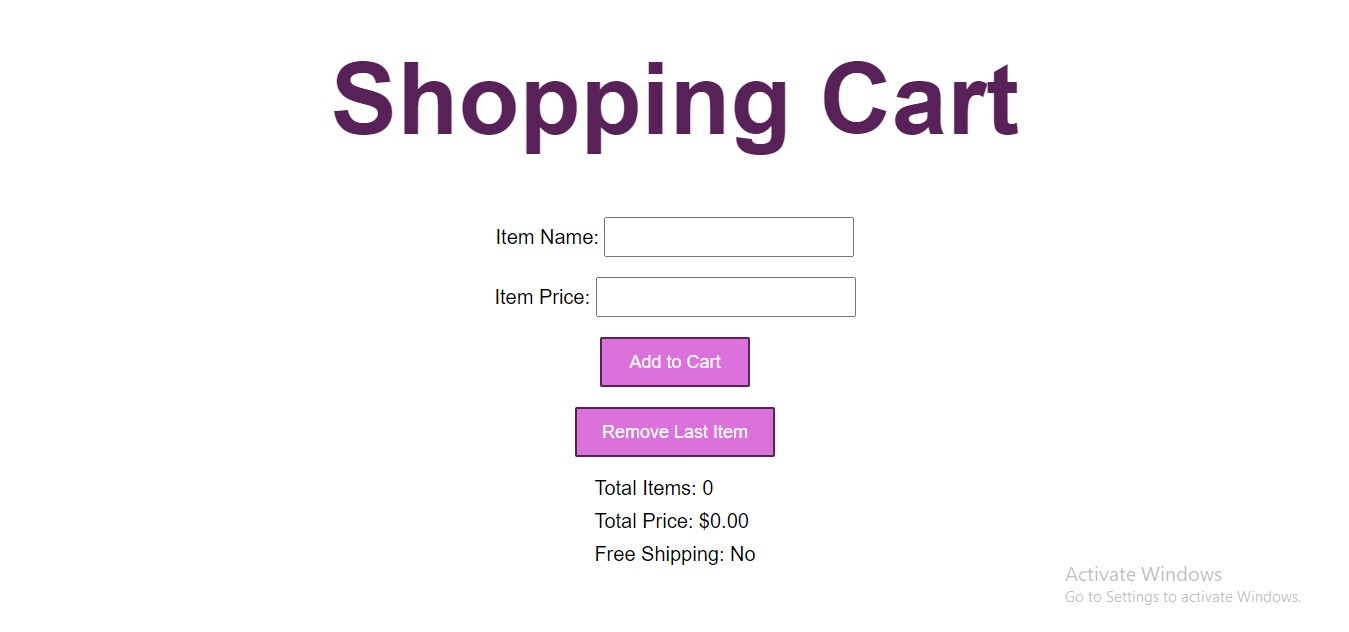 Shopping Cart
Item Name:
Item Price:
Add to Cart
Remove Last Item
Total Items: 0
Total Price: $0.00
Free Shipping: No
Activate Windows
Go to Settings to activate Windows.